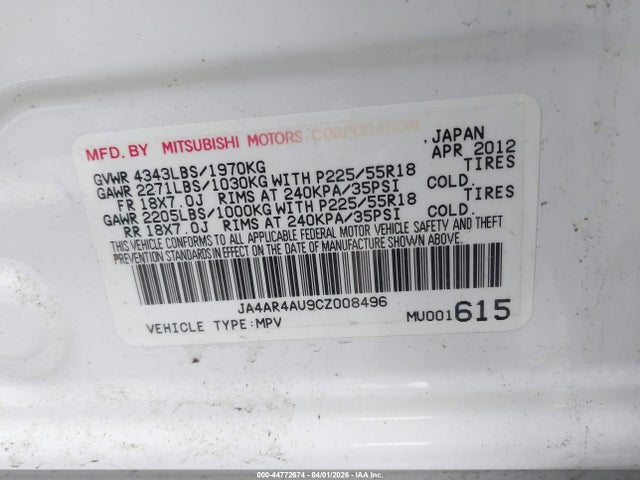 MFD. BY MITSUBISHI MOTORS CORPORATION , JAPAN
GVWR 4343LBS/1970KG APR 2012
GAWR 2271LBS/1030KG WITH P225/55R18 TIRES
FR 18X7.0J RIMS AT 240KPA/35PSI COLD.
GAWR 2205LBS/1000KG WITH P225/55R18 TIRES
RR 18X7.0J RIMS AT 240KPA/35PSI COLD.
THIS VEHICLE CONFORMS TO ALL APPLICABLE FEDERAL MOTOR VEHICLE SAFETY AND THEFT PREVENTION
STANDARDS IN EFFECT ON THE DATE OF MANUFACTURE SHOWN ABOVE.
JA4AR4AU9CZ008496
VEHICLE TYPE:MPV MU001615
000-44772674 - 04/01/2026 - IAA Inc.